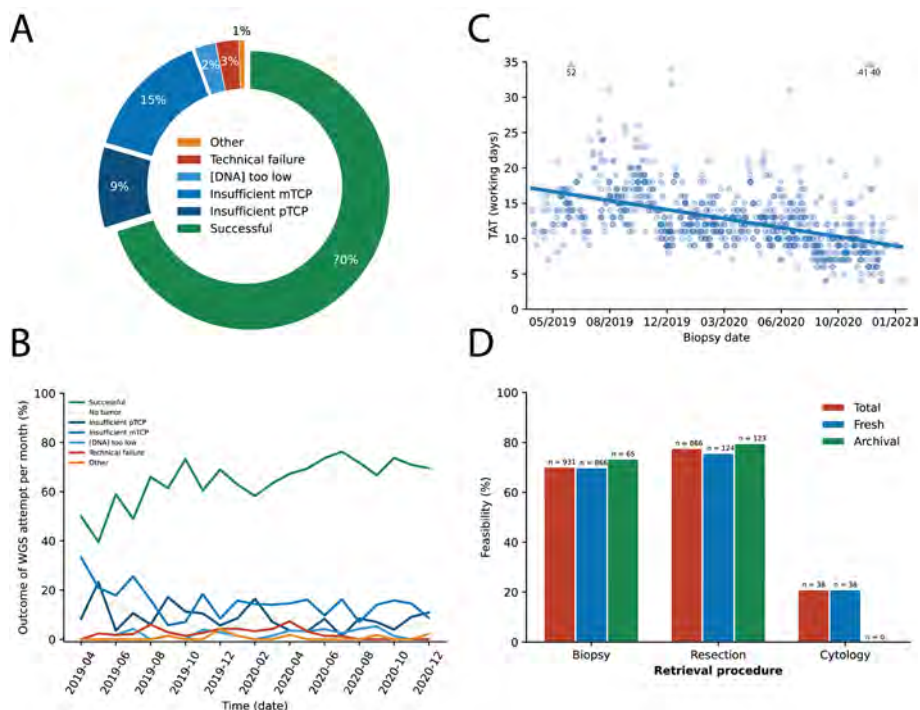 A
1%
2%
3%
15%
9%
70%
Other
Technical failure
[DNA] too low
Insufficient mTCP
Insufficient pTCP
Successful
B
Outcome of WGS attempt per month (%)
100
80
60
40
20
0
Successful
No tumor
Insufficient pTCP
Insufficient mTCP
[DNA] too low
Technical failure
Other
2019-04
2019-06
2019-08
2019-10
2019-12
2020-02
2020-04
2020-06
2020-08
2020-10
2020-12
Time (date)
C
TAT (working days)
35
30
25
20
15
10
5
0
52
41 40
05/2019
08/2019
12/2019
03/2020
06/2020
10/2020
01/2021
Biopsy date
D
Feasibility (%)
100
80
60
40
20
0
Total
Fresh
Archival
n = 931
n = 866
n = 65
n = 866
n = 124
n = 123
n = 36
n = 36
n = 0
Biopsy
Resection
Cytology
Retrieval procedure